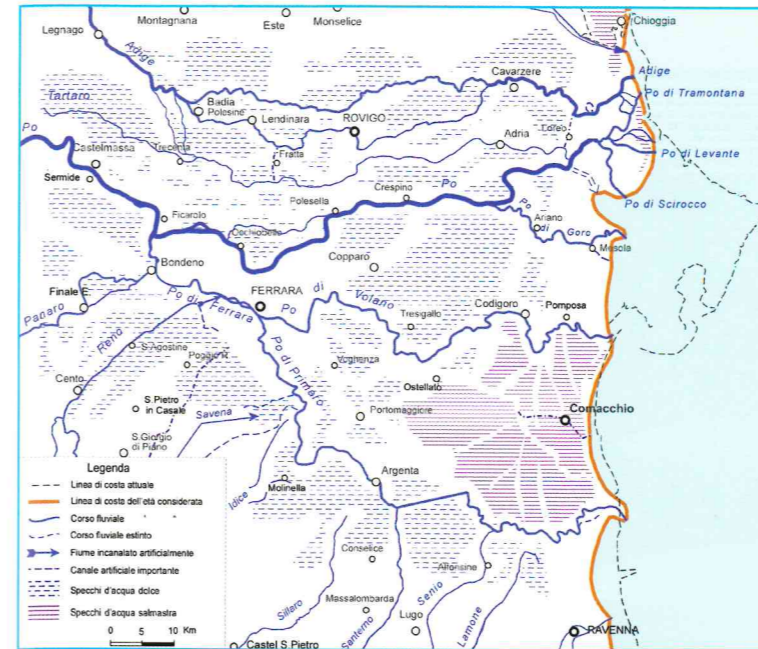 Montagnana
Este
Monselice
Chioggia
Legnago
Adige
Cavarzere
Adige
Po di Tramontana
Tartaro
Badia
Polesine
Lendinara
ROVIGO
Loreo
Adria
Po
Castelmassa
Trecenta
Fratta
Po di Levante
Sermide
Crespino
Po
Polesella
Po di Scirocco
Ficarolo
Occhiobello
Ariano
Po di Goro
Mesola
Copparo
Bondeno
Finale E.
FERRARA
Po di Volano
Codigoro
Pomposa
Panaro
Po di Ferrara
Tresigallo
Reno
S.Agostino
Poggio R.
Po di Primaro
Voghenza
Ostellato
Cento
S.Pietro
in Casale
Savena
Portomaggiore
Comacchio
S.Giorgio
di Piano
Argenta
Molinella
Idice
Legenda
Linea di costa attuale
Linea di costa dell'età considerata
Corso fluviale " "
Corso fluviale estinto
Fiume incanalato artificialmente
Canale artificiale importante
Specchi d'acqua dolce
Specchi d'acqua salmastra
0 5 10 Km
Conselice
Alfonsine
Sillaro
Massalombarda
Santerno
Lugo
Senio
Lamone
RAVENNA
Castel S.Pietro